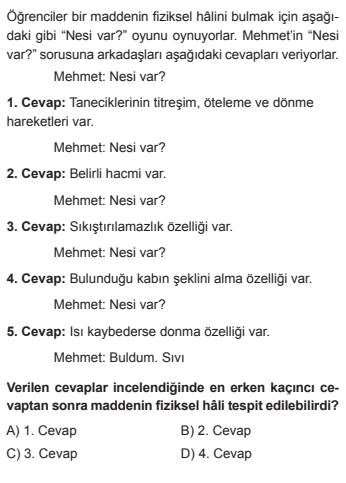 Öğrenciler bir maddenin fiziksel hâlini bulmak için aşağı-
daki gibi “Nesi var?” oyunu oynuyorlar. Mehmet’in “Nesi
var?” sorusuna arkadaşları aşağıdaki cevapları veriyorlar.
Mehmet: Nesi var?
1. Cevap: Taneciklerinin titreşim, öteleme ve dönme
hareketleri var.
Mehmet: Nesi var?
2. Cevap: Belirli hacmi var.
Mehmet: Nesi var?
3. Cevap: Sıkıştırılamazlık özelliği var.
Mehmet: Nesi var?
4. Cevap: Bulunduğu kabın şeklini alma özelliği var.
Mehmet: Nesi var?
5. Cevap: Isı kaybederse donma özelliği var.
Mehmet: Buldum. Sıvı
Verilen cevaplar incelendiğinde en erken kaçıncı ce-
vaptan sonra maddenin fiziksel hâli tespit edilebilirdi?
A) 1. Cevap B) 2. Cevap
C) 3. Cevap D) 4. Cevap